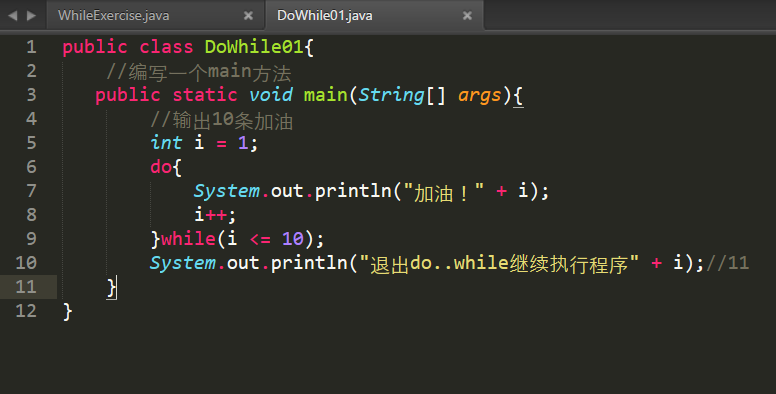 WhileExercise.java × DoWhile01.java ×
1 public class DoWhile01{
2 //编写一个main方法
3 public static void main(String[] args){
4 //输出10条加油
5 int i = 1;
6 do{
7 System.out.println("加油！" + i);
8 i++;
9 }while(i <= 10);
10 System.out.println("退出do..while继续执行程序" + i);//11
11 }
12 }